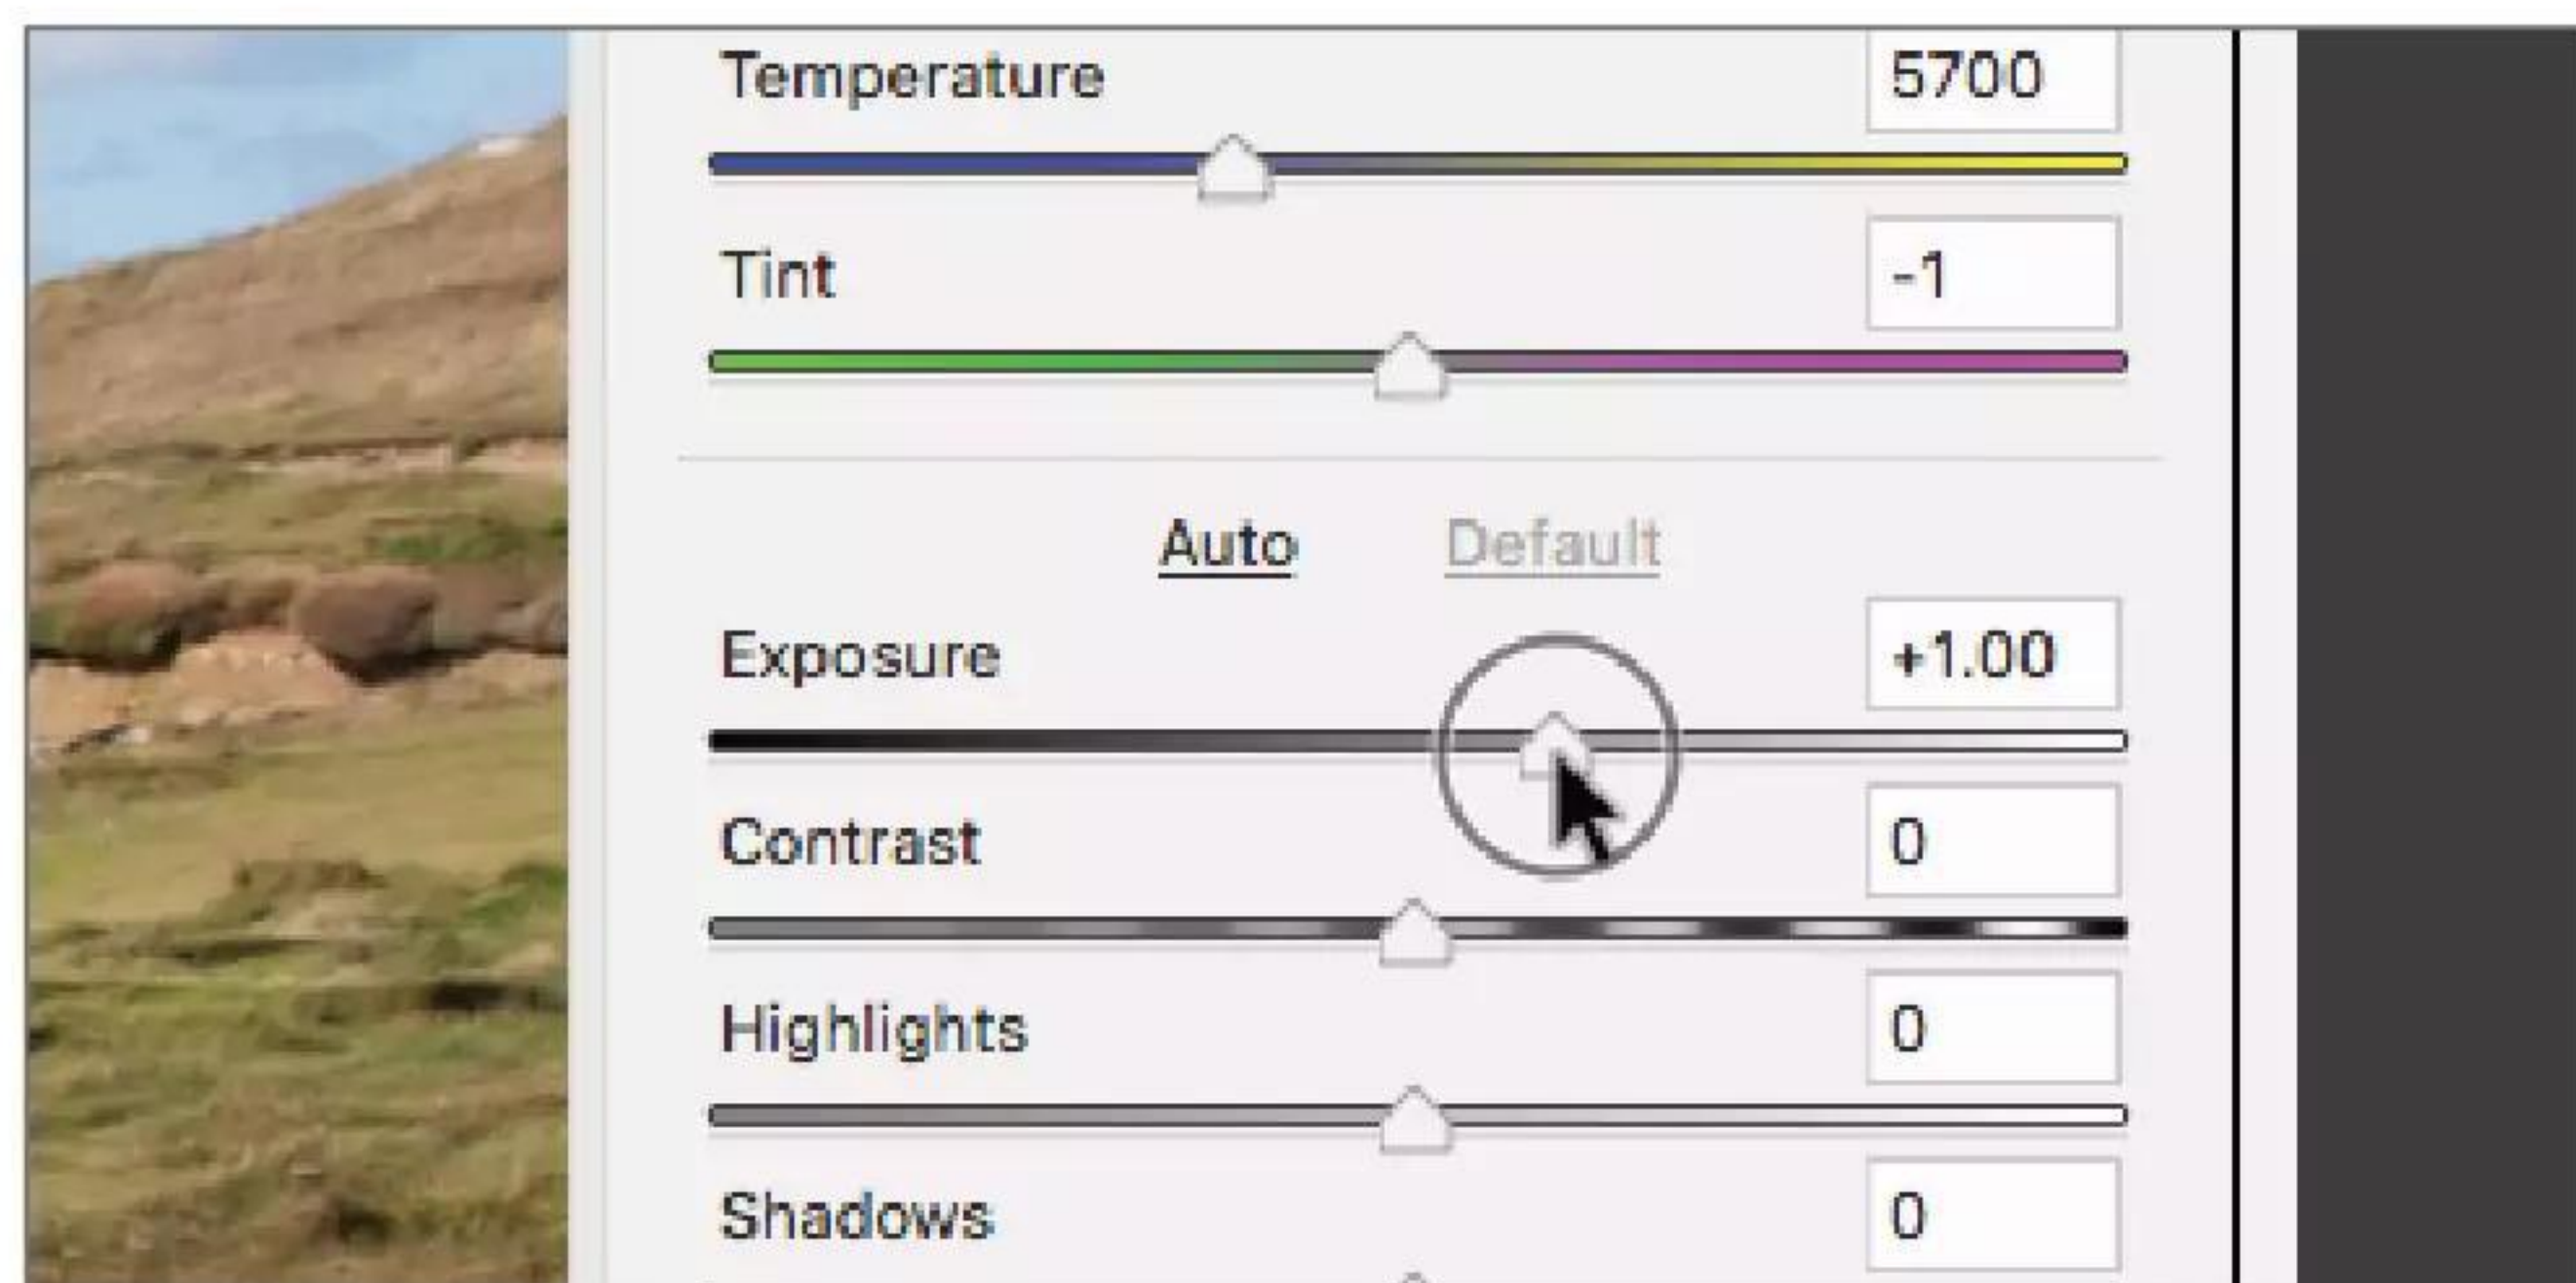 Temperature 5700
Tint -1
Auto Default
Exposure +1.00
Contrast 0
Highlights 0
Shadows 0